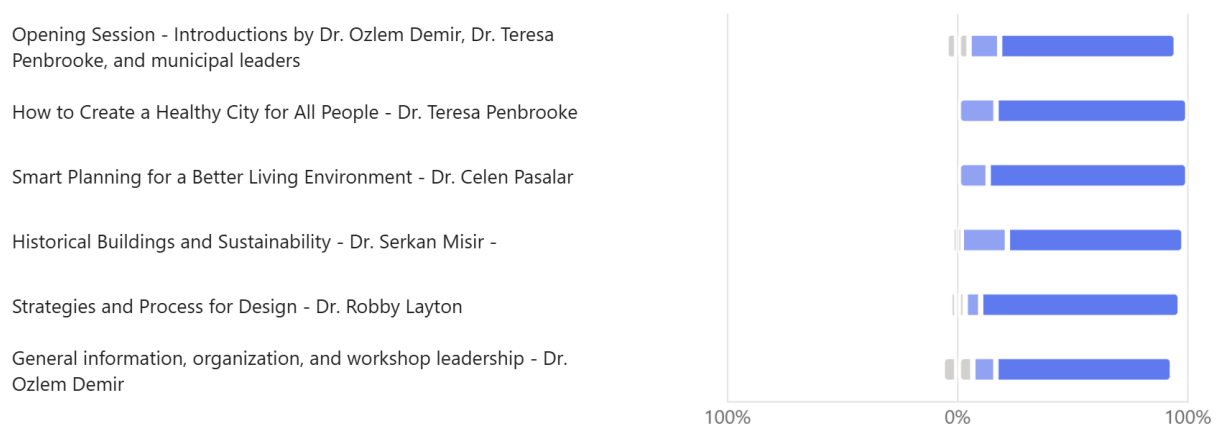 Opening Session - Introductions by Dr. Ozlem Demir, Dr. Teresa
Penbrooke, and municipal leaders
How to Create a Healthy City for All People - Dr. Teresa Penbrooke
Smart Planning for a Better Living Environment - Dr. Celen Pasalar
Historical Buildings and Sustainability - Dr. Serkan Misir -
Strategies and Process for Design - Dr. Robby Layton
General information, organization, and workshop leadership - Dr.
Ozlem Demir
100% 0% 100%